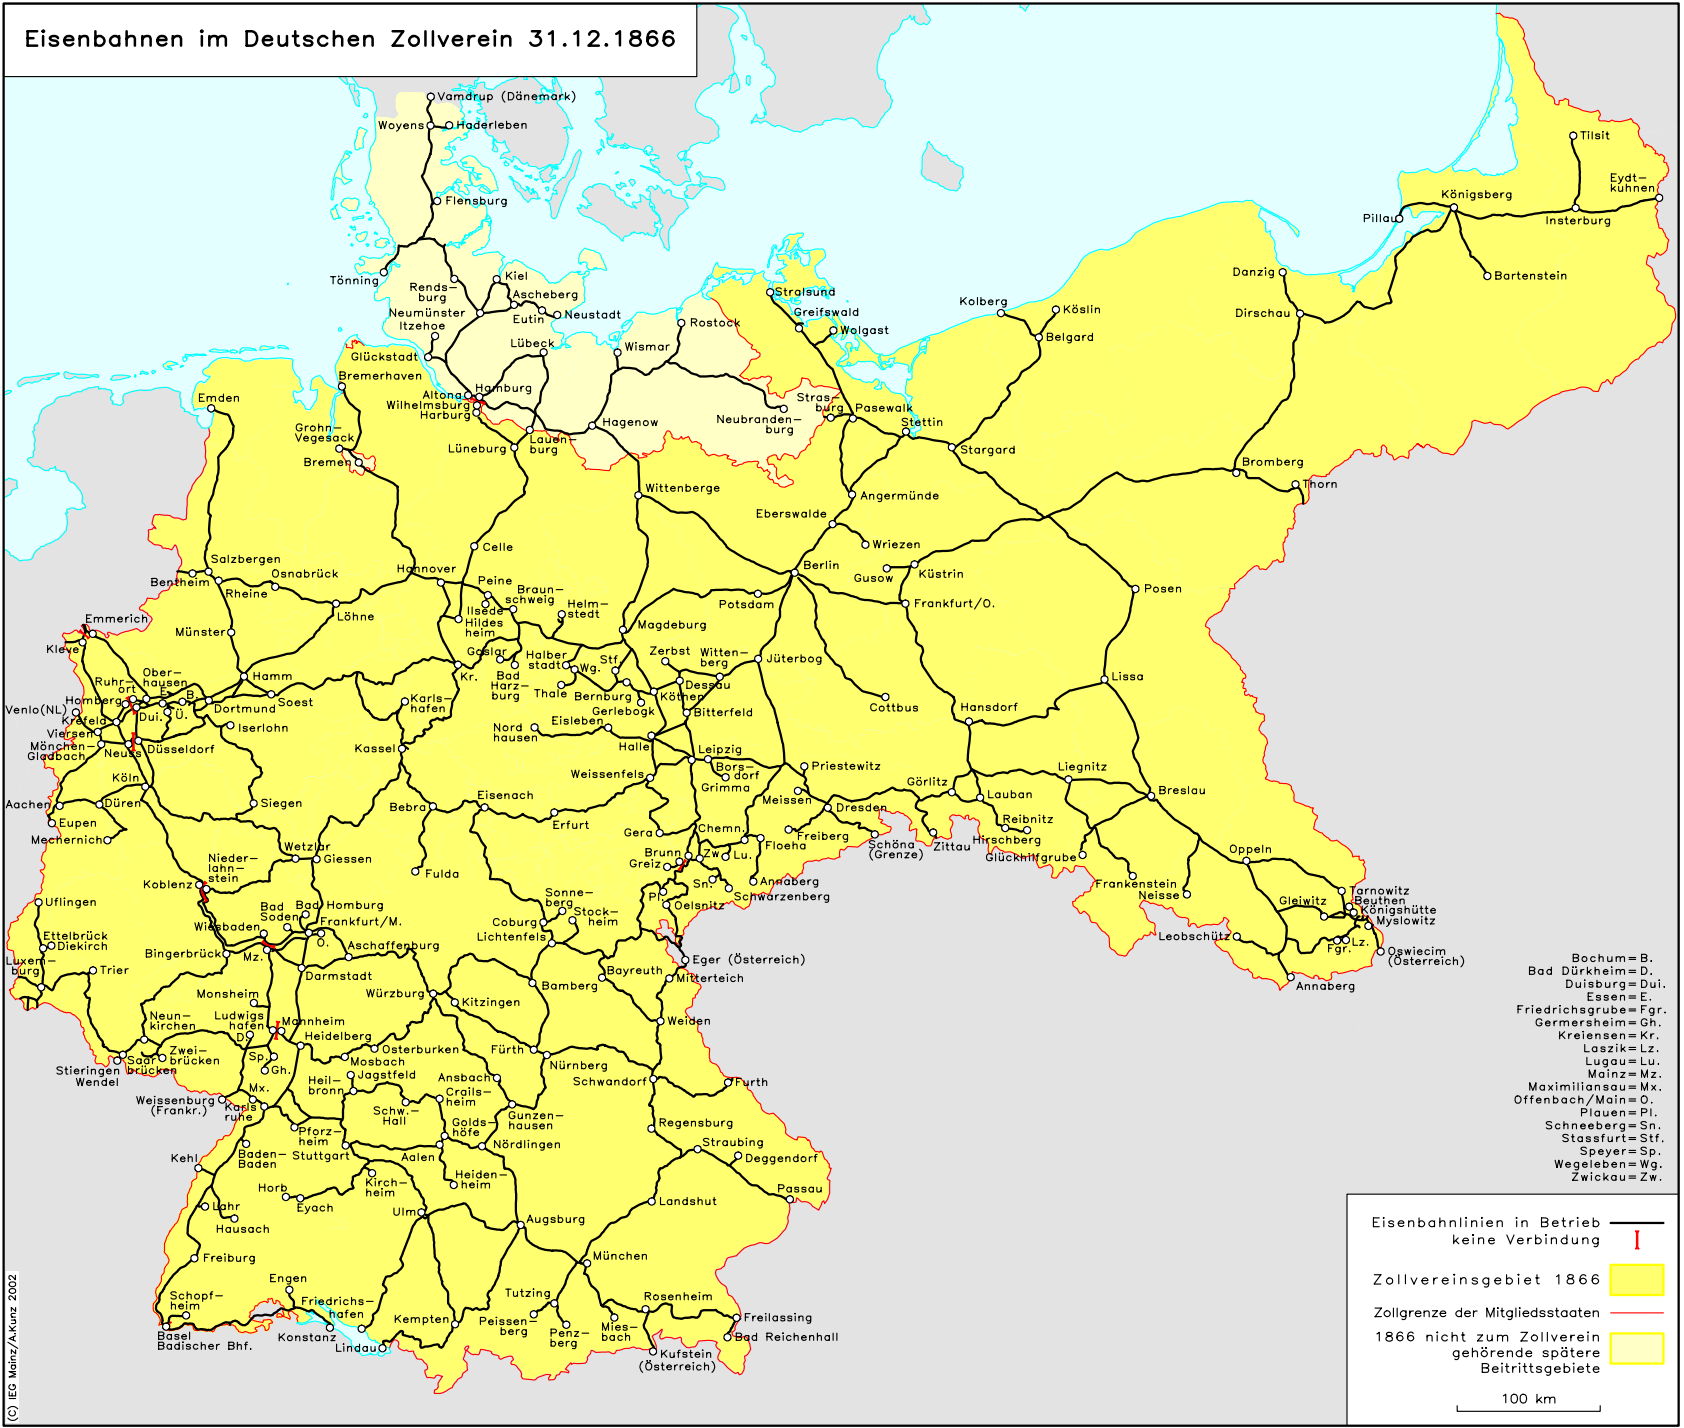 Eisenbahnen im Deutschen Zollverein 31.12.1866
Vamdrup (Dänemark)
Woyens
Haderleben
Flensburg
Tönning
Rends-
burg
Kiel
Ascheberg
Neumünster
Eutin
Neustadt
Itzehoe
Glückstadt
Lübeck
Wismar
Rostock
Stralsund
Greifswald
Wolgast
Kolberg
Köslin
Belgard
Danzig
Dirschau
Pillau
Königsberg
Tilsit
Eydt-
kuhnen
Insterburg
Bartenstein
Bremerhaven
Emden
Altona
Hamburg
Wilhelmsburg
Harburg
Grohn-
Vegesack
Bremen
Lüneburg
Lauen-
burg
Hagenow
Neubranden-
burg
Stras-
burg
Pasewalk
Stettin
Stargard
Bromberg
Thorn
Wittenberge
Angermünde
Eberswalde
Wriezen
Berlin
Gusow
Küstrin
Frankfurt/O.
Posen
Celle
Salzbergen
Bentheim
Rheine
Osnabrück
Löhne
Hannover
Peine
Braun-
schweig
Ilsede
Hildes
heim
Helm-
stedt
Potsdam
Magdeburg
Emmerich
Kleve
Münster
Goslar
Bad
Harz-
burg
Halber
stadt
Wg.
Stf.
Thale
Bernburg
Gerlebogk
Köthen
Zerbst
Witten-
berg
Dessau
Jüterbog
Bitterfeld
Cottbus
Lissa
Hansdorf
Ober-
hausen
Ruhr-
ort
Homberg
Venlo(NL)
E.
B.
Hamm
Soest
Dortmund
Dui.
Ü.
Iserlohn
Krefeld
Viersen
Mönchen-
Gladbach
Neuss
Düsseldorf
Kr.
Karls-
hafen
Kassel
Nord
hausen
Eisleben
Halle
Leipzig
Bors-
dorf
Grimma
Priestewitz
Meissen
Dresden
Görlitz
Lauban
Liegnitz
Breslau
Köln
Aachen
Düren
Eupen
Mechernich
Siegen
Bebra
Eisenach
Erfurt
Weissenfels
Gera
Chemn.
Floeha
Freiberg
Schöna
(Grenze)
Zittau
Hirschberg
Reibnitz
Glückhilfgrube
Frankenstein
Neisse
Oppeln
Wetzlar
Giessen
Fulda
Nieder-
lahn-
stein
Koblenz
Brunn
Greiz
Zw.
Lu.
Sn.
Annaberg
Schwarzenberg
Pl.
Oelsnitz
Tarnowitz
Beuthen
Königshütte
Myslowitz
Gleiwitz
Leobschütz
Fgr.
Lz.
Oswiecim
(Österreich)
Annaberg
Uflingen
Ettelbrück
Diekirch
Luxem-
burg
Trier
Bad
Soden
Bad Homburg
Frankfurt/M.
Wiesbaden
O.
Mz.
Bingerbrück
Aschaffenburg
Darmstadt
Sonne-
berg
Stock-
heim
Coburg
Lichtenfels
Eger (Österreich)
Mitterteich
Bayreuth
Bamberg
Würzburg
Kitzingen
Weiden
Monsheim
Ludwigs
hafen
Mannheim
Heidelberg
D.
Sp.
Gh.
Neun-
kirchen
Zwei-
brücken
Saar
brücken
Stieringen
Wendel
Osterburken
Mosbach
Jagstfeld
Heil-
bronn
Fürth
Nürnberg
Schwandorf
Furth
Ansbach
Crails-
heim
Schw.-
Hall
Gunzen-
hausen
Weissenburg
(Frankr.)
Mx.
Karls
ruhe
Pforz-
heim
Stuttgart
Golds-
höfe
Aalen
Nördlingen
Regensburg
Straubing
Deggendorf
Passau
Kehl
Baden-
Baden
Horb
Eyach
Kirch-
heim
Heiden-
heim
Lahr
Hausach
Ulm
Augsburg
Landshut
München
Freiburg
Engen
Friedrichs-
hafen
Schopf-
heim
Basel
Badischer Bhf.
Konstanz
Lindau
Kempten
Tutzing
Peissen-
berg
Penz-
berg
Mies-
bach
Rosenheim
Freilassing
Bad Reichenhall
Kufstein
(Österreich)
Bochum=B.
Bad Dürkheim=D.
Duisburg=Dui.
Essen=E.
Friedrichsgrube=Fgr.
Germersheim=Gh.
Kreiensen=Kr.
Laszik=Lz.
Lugau=Lu.
Mainz=Mz.
Maximiliansau=Mx.
Offenbach/Main=O.
Plauen=Pl.
Schneeberg=Sn.
Stassfurt=Stf.
Speyer=Sp.
Wegeleben=Wg.
Zwickau=Zw.
Eisenbahnlinien in Betrieb
keine Verbindung
Zollvereinsgebiet 1866
Zollgrenze der Mitgliedsstaaten
1866 nicht zum Zollverein
gehörende spätere
Beitrittsgebiete
100 km
(C) IEG Mainz/A.Kunz 2002